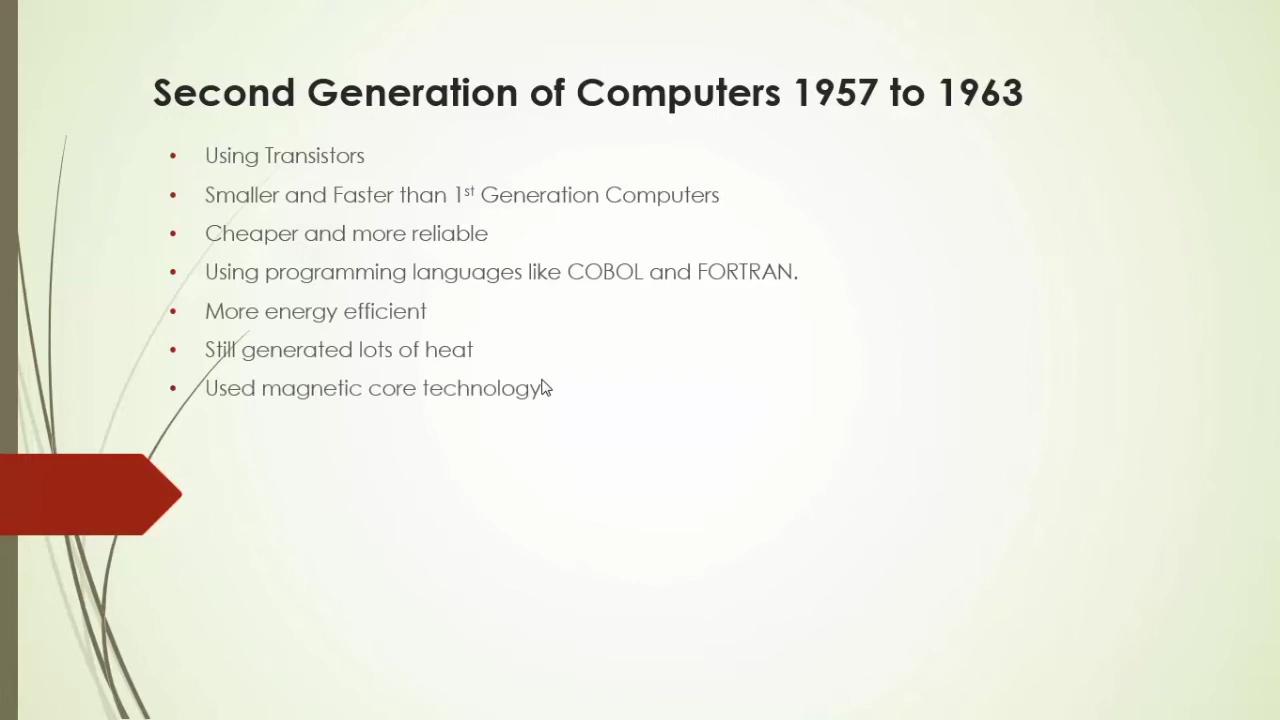 Second Generation of Computers 1957 to 1963
• Using Transistors
• Smaller and Faster than 1st Generation Computers
• Cheaper and more reliable
• Using programming languages like COBOL and FORTRAN.
• More energy efficient
• Still generated lots of heat
• Used magnetic core technology